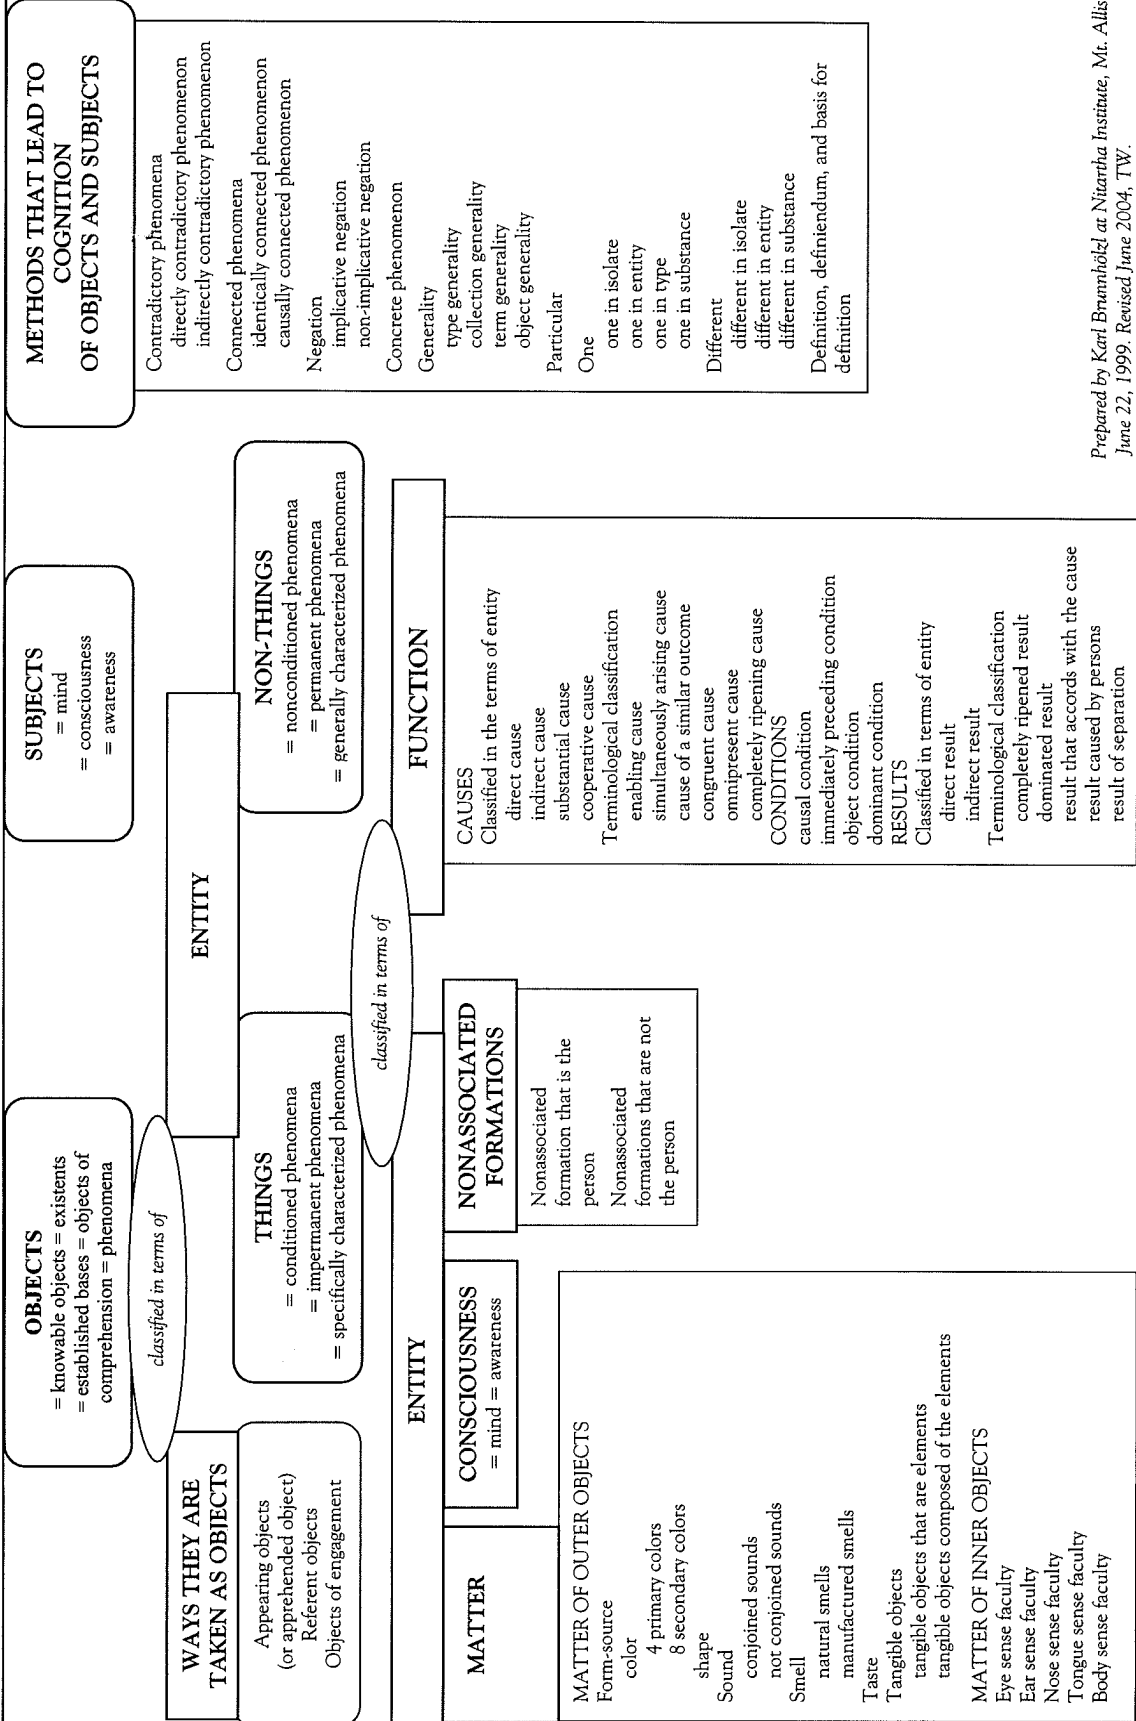 OBJECTS
= knowable objects = existents
= established bases = objects of
comprehension = phenomena
SUBJECTS
= mind
= consciousness
= awareness
METHODS THAT LEAD TO
COGNITION
OF OBJECTS AND SUBJECTS
classified in terms of
WAYS THEY ARE
TAKEN AS OBJECTS
Appearing objects
(or apprehended object)
Referent objects
Objects of engagement
ENTITY
THINGS
= conditioned phenomena
= impermanent phenomena
= specifically characterized phenomena
NON-THINGS
= nonconditioned phenomena
= permanent phenomena
= generally characterized phenomena
classified in terms of
ENTITY
FUNCTION
MATTER
MATTER OF OUTER OBJECTS
Form-source
color
4 primary colors
8 secondary colors
shape
Sound
conjoined sounds
not conjoined sounds
Smell
natural smells
manufactured smells
Taste
Tangible objects
tangible objects that are elements
tangible objects composed of the elements
MATTER OF INNER OBJECTS
Eye sense faculty
Ear sense faculty
Nose sense faculty
Tongue sense faculty
Body sense faculty
CONSCIOUSNESS
= mind = awareness
NONASSOCIATED
FORMATIONS
Nonassociated
formation that is the
person
Nonassociated
formations that are not
the person
CAUSES
Classified in the terms of entity
direct cause
indirect cause
substantial cause
cooperative cause
Terminological classification
enabling cause
simultaneously arising cause
cause of a similar outcome
congruent cause
omnipresent cause
completely ripening cause
CONDITIONS
causal condition
immediately preceding condition
object condition
dominant condition
RESULTS
Classified in terms of entity
direct result
indirect result
Terminological classification
completely ripened result
dominated result
result that accords with the cause
result caused by persons
result of separation
Contradictory phenomena
directly contradictory phenomenon
indirectly contradictory phenomenon
Connected phenomena
identically connected phenomenon
causally connected phenomenon
Negation
implicative negation
non-implicative negation
Concrete phenomenon
Generality
type generality
collection generality
term generality
object generality
Particular
One
one in isolate
one in entity
one in type
one in substance
Different
different in isolate
different in entity
different in substance
Definition, definiendum, and basis for
definition
Prepared by Karl Brunnhölzl at Nitartha Institute, Mt. Allis
June 22, 1999. Revised June 2004, TW.